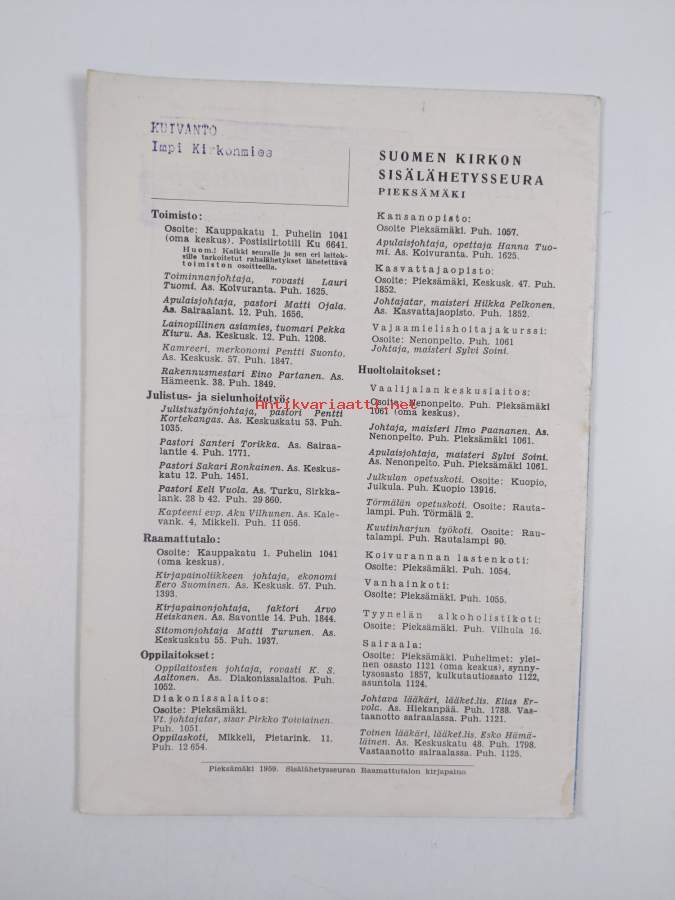 KUIVANTO
Impi Kirkonmies
Toimisto:
Osoite: Kauppakatu 1. Puhelin 1041
(oma keskus). Postisiirtotili Ku 6641.
Huom.! Kaikki seuralle ja sen eri laitok-
sille tarkoitetut rahalähetykset lähetettävä
toimiston osoitteella.
Toiminnanjohtaja, rovasti Lauri
Tuomi. As. Koivuranta. Puh. 1625.
Apulaisjohtaja, pastori Matti Ojala.
As. Sairaalant. 12. Puh. 1656.
Lainopillinen asiamies, tuomari Pekka
Kiuru. As. Keskusk. 12. Puh. 1208.
Kamreeri, merkonomi Pentti Suonto.
As. Keskusk. 57. Puh. 1847.
Rakennusmestari Eino Partanen. As.
Hämeenk. 38. Puh. 1849.
Julistus- ja sielunhoitotyö:
Julistustyönjohtaja, pastori Pentti
Kortekangas. As. Keskuskatu 53. Puh.
1035.
Pastori Santeri Torikka. As. Sairaa-
lantie 4. Puh. 1771.
Pastori Sakari Ronkainen. As. Keskus-
katu 12. Puh. 1451.
Pastori Eeli Vuola. As. Turku, Sirkka-
lank. 28 b 42. Puh. 29 860.
Kapteeni evp. Aku Vilhunen. As. Kale-
vank. 4, Mikkeli. Puh. 11 056.
Raamattutalo:
Osoite: Kauppakatu 1. Puhelin 1041
(oma keskus).
Kirjapainoliikkeen johtaja, ekonomi
Eero Suominen. As. Keskusk. 57. Puh.
1393.
Kirjapainonjohtaja, faktori Arvo
Heiskanen. As. Savontie 14. Puh. 1844.
Sitomonjohtaja Matti Turunen. As.
Keskuskatu 55. Puh. 1937.
Oppilaitokset:
Oppilaitosten johtaja, rovasti K. S.
Aaltonen. As. Diakonissalaitos. Puh.
1052.
Diakonissalaitos:
Osoite: Pieksämäki.
Vt. johtajatar, sisar Pirkko Toiviainen.
Puh. 1051.
Oppilaskoti, Mikkeli, Pietarink. 11.
Puh. 12 654.
SUOMEN KIRKON
SISÄLÄHETYSSEURA
PIEKSÄMÄKI
Kansanopisto:
Osoite Pieksämäki. Puh. 1057.
Apulaisjohtaja, opettaja Hanna Tuo-
mi. As. Koivuranta. Puh. 1625.
Kasvattajaopisto:
Osoite: Pieksämäki, Keskusk. 47. Puh.
1852.
Johtajatar, maisteri Hilkka Pelkonen.
As. Kasvattajaopisto. Puh. 1852.
Vajaamielishoitajakurssi:
Osoite: Nenonpelto. Puh. 1061
Johtaja, maisteri Sylvi Soini.
Huoltolaitokset:
Vaalijalan keskuslaitos:
Osoite: Nenonpelto. Puh. Pieksämäki
1061 (oma keskus).
Johtaja, maisteri Ilmo Paananen. As.
Nenonpelto. Puh. Pieksämäki 1061.
Apulaisjohtaja, maisteri Sylvi Soini.
As. Nenonpelto. Puh. Pieksämäki 1061.
Julkulan opetuskoti. Osoite: Kuopio,
Julkula. Puh. Kuopio 13916.
Törmälän opetuskoti. Osoite: Rauta-
lampi. Puh. Törmälä 2.
Kuutinharjun työkoti. Osoite: Rau-
talampi. Puh. Rautalampi 90.
Koivurannan lastenkoti:
Osoite: Pieksämäki. Puh. 1054.
Vanhainkoti:
Osoite: Pieksämäki. Puh. 1055.
Tyynelän alkoholistikoti:
Osoite: Pieksämäki. Puh. Vilhula 16.
Sairaala:
Osoite: Pieksämäki. Puhelimet: ylei-
nen osasto 1121 (oma keskus), synny-
tysosasto 1857, kulkutautiosasto 1122,
asuntola 1124.
Johtava lääkäri, lääket.lis. Elias Er-
volc. As. Hiekanpää. Puh. 1788. Vas-
taanotto sairaalassa. Puh. 1121.
Toinen lääkäri, lääket.lis. Esko Hämä-
läinen. As. Keskuskatu 48. Puh. 1798.
Vastaanotto sairaalassa. Puh. 1125.
Pieksämäki 1959. Sisälähetysseuran Raamattutalon kirjapaino
Antikvariaatti.net